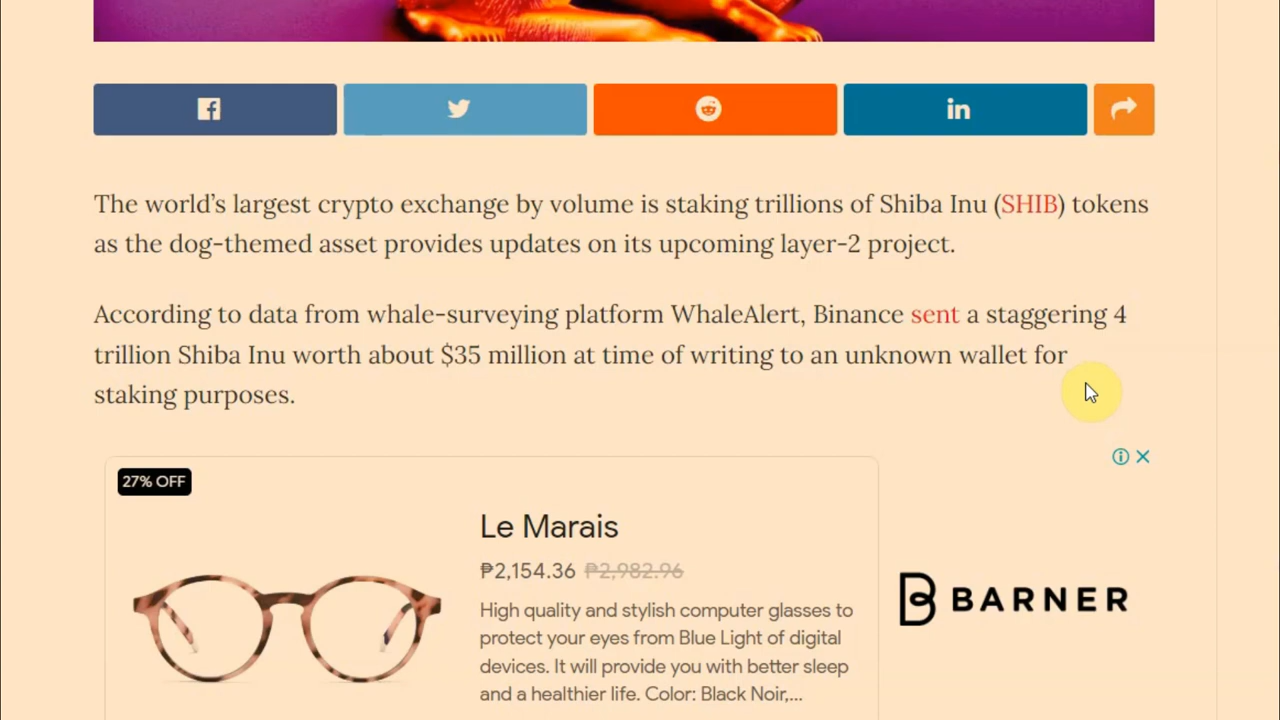 The world’s largest crypto exchange by volume is staking trillions of Shiba Inu (SHIB) tokens
as the dog-themed asset provides updates on its upcoming layer-2 project.
According to data from whale-surveying platform WhaleAlert, Binance sent a staggering 4
trillion Shiba Inu worth about $35 million at time of writing to an unknown wallet for
staking purposes.
27% OFF
Le Marais
₱2,154.36 ₱2,982.96
High quality and stylish computer glasses to
protect your eyes from Blue Light of digital
devices. It will provide you with better sleep
and a healthier life. Color: Black Noir,...
BARNER